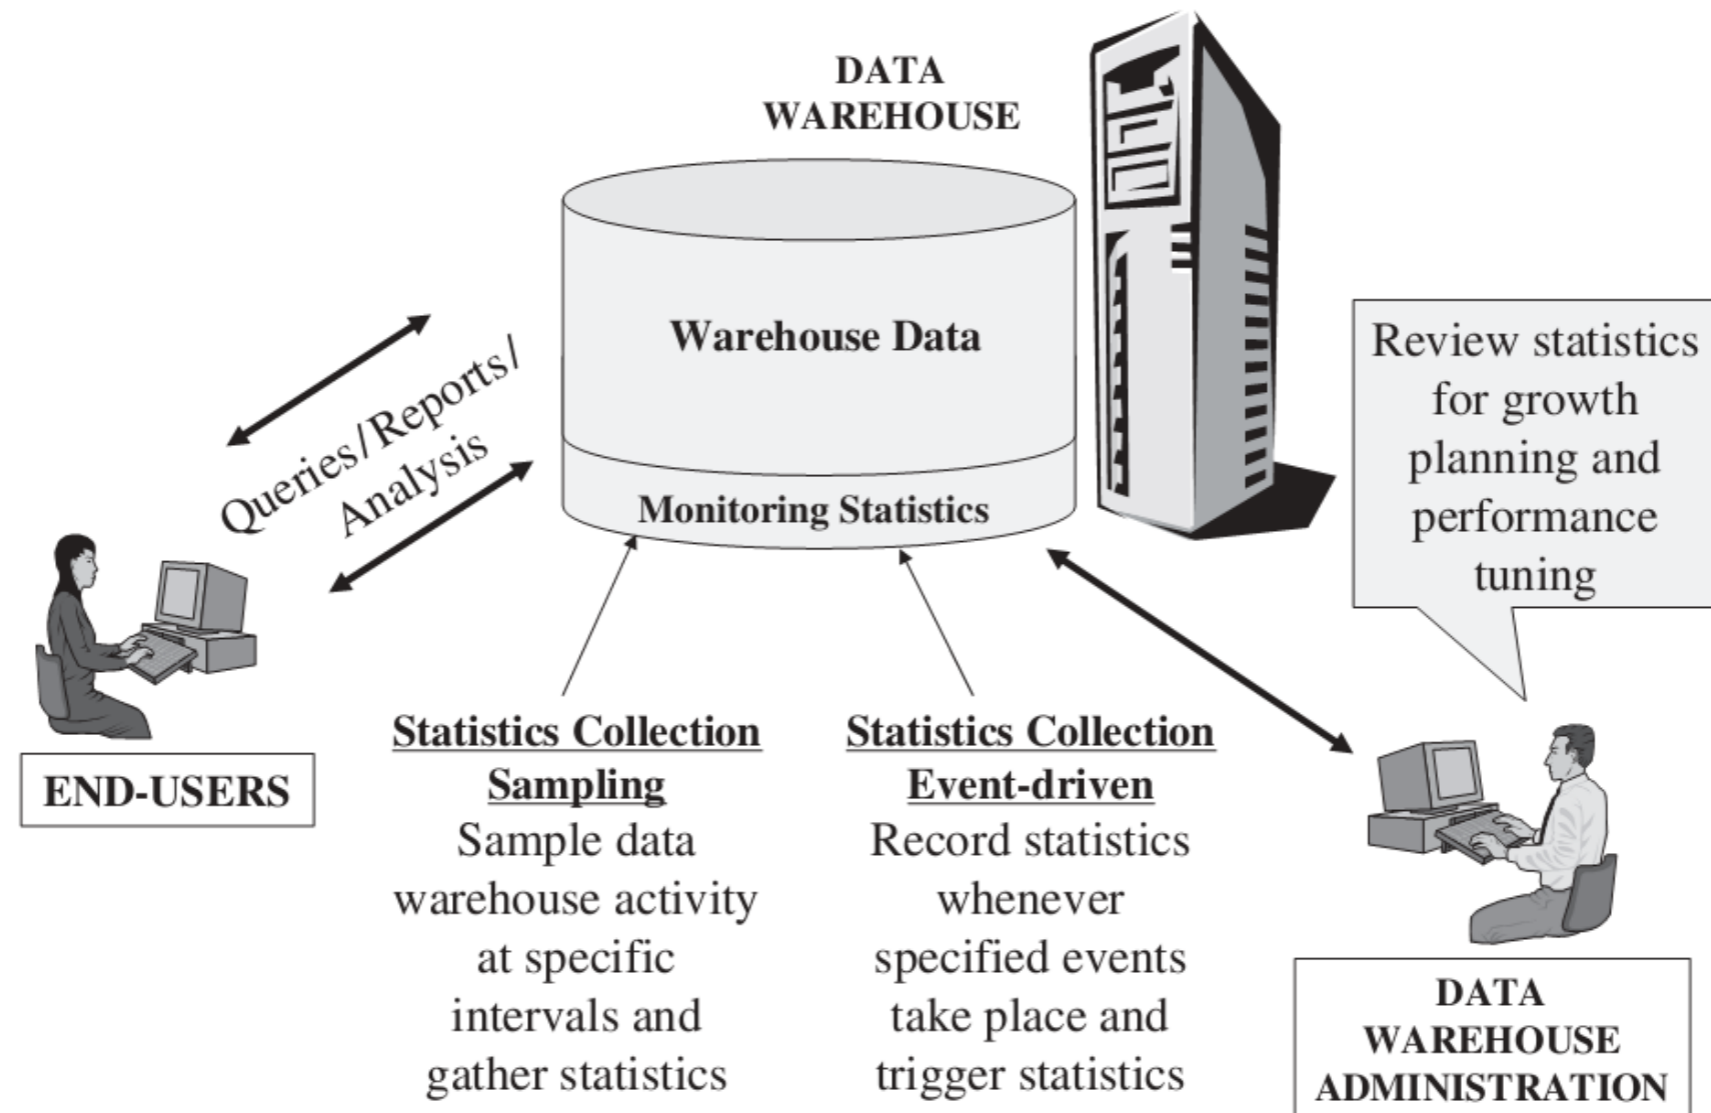 DATA
WAREHOUSE
Warehouse Data
Monitoring Statistics
Queries/Reports/
Analysis
Review statistics
for growth
planning and
performance
tuning
END-USERS
Statistics Collection
Sampling
Sample data
warehouse activity
at specific
intervals and
gather statistics
Statistics Collection
Event-driven
Record statistics
whenever
specified events
take place and
trigger statistics
DATA
WAREHOUSE
ADMINISTRATION